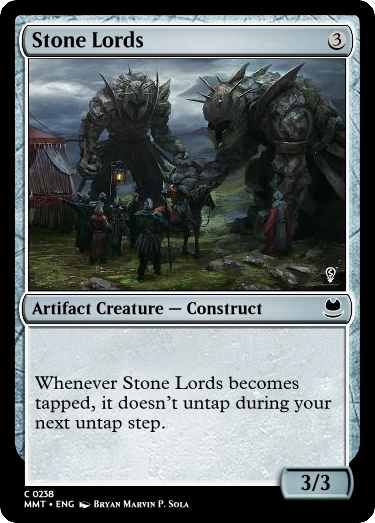 Stone Lords 3
Artifact Creature — Construct
Whenever Stone Lords becomes
tapped, it doesn't untap during your
next untap step.
3/3
C 0238
MMT • ENG Bryan Marvin P. Sola